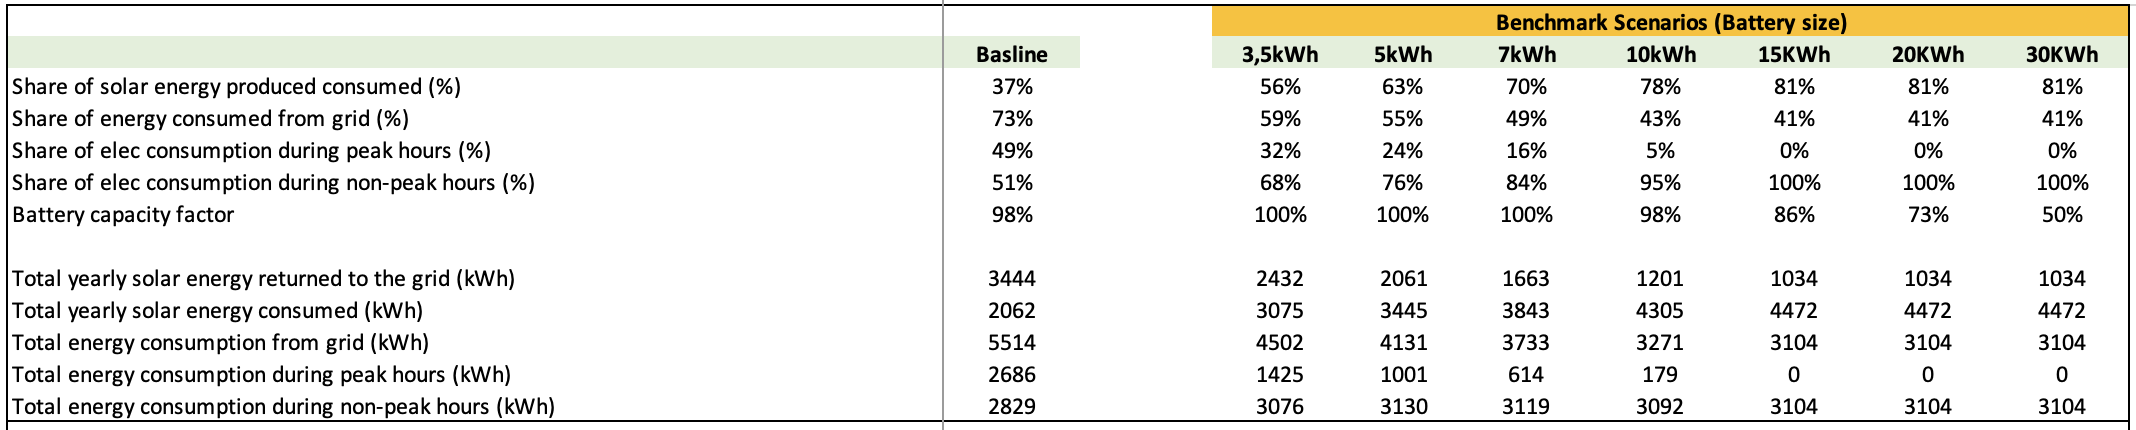 Benchmark Scenarios (Battery size)
Basline 3,5kWh 5kWh 7kWh 10kWh 15KWh 20KWh 30KWh
Share of solar energy produced consumed (%) 37% 56% 63% 70% 78% 81% 81% 81%
Share of energy consumed from grid (%) 73% 59% 55% 49% 43% 41% 41% 41%
Share of elec consumption during peak hours (%) 49% 32% 24% 16% 5% 0% 0% 0%
Share of elec consumption during non-peak hours (%) 51% 68% 76% 84% 95% 100% 100% 100%
Battery capacity factor 98% 100% 100% 100% 98% 86% 73% 50%
Total yearly solar energy returned to the grid (kWh) 3444 2432 2061 1663 1201 1034 1034 1034
Total yearly solar energy consumed (kWh) 2062 3075 3445 3843 4305 4472 4472 4472
Total energy consumption from grid (kWh) 5514 4502 4131 3733 3271 3104 3104 3104
Total energy consumption during peak hours (kWh) 2686 1425 1001 614 179 0 0 0
Total energy consumption during non-peak hours (kWh) 2829 3076 3130 3119 3092 3104 3104 3104